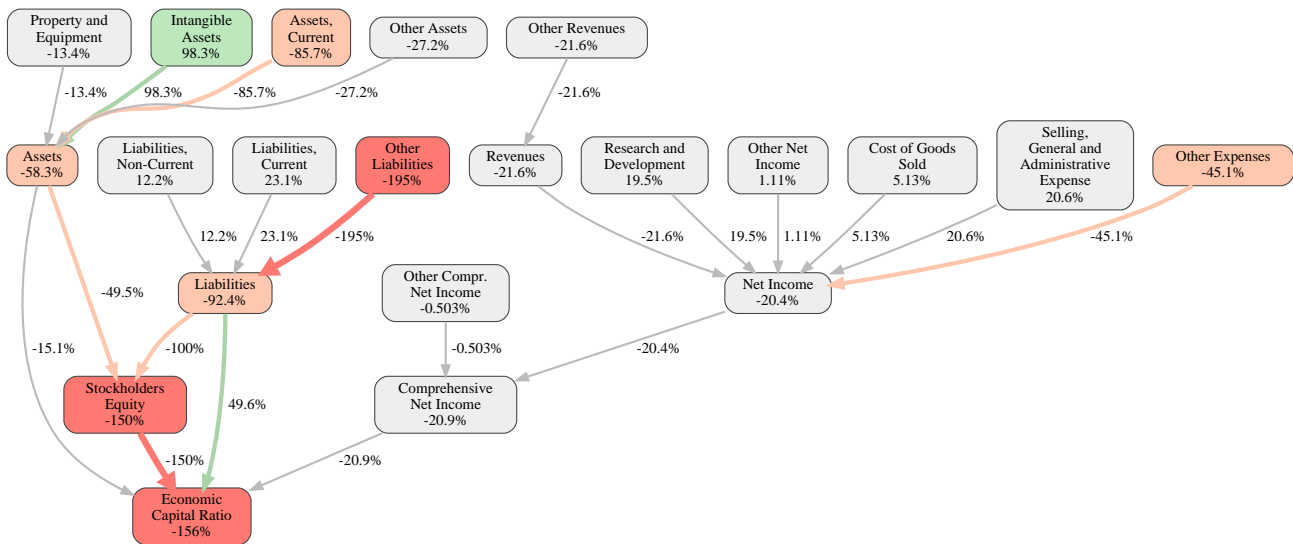 Property and
Equipment
-13.4%
Intangible
Assets
98.3%
Assets,
Current
-85.7%
Other Assets
-27.2%
Other Revenues
-21.6%
-13.4%
98.3%
-85.7%
-27.2%
-21.6%
Assets
-58.3%
Liabilities,
Non-Current
12.2%
Liabilities,
Current
23.1%
Other
Liabilities
-195%
Revenues
-21.6%
Research and
Development
19.5%
Other Net
Income
1.11%
Cost of Goods
Sold
5.13%
Selling,
General and
Administrative
Expense
20.6%
Other Expenses
-45.1%
12.2%
23.1%
-195%
-21.6%
19.5%
1.11%
5.13%
20.6%
-45.1%
Liabilities
-92.4%
Other Compr.
Net Income
-0.503%
Net Income
-20.4%
-49.5%
-15.1%
-100%
49.6%
-0.503%
-20.4%
Stockholders
Equity
-150%
Comprehensive
Net Income
-20.9%
-150%
-20.9%
Economic
Capital Ratio
-156%